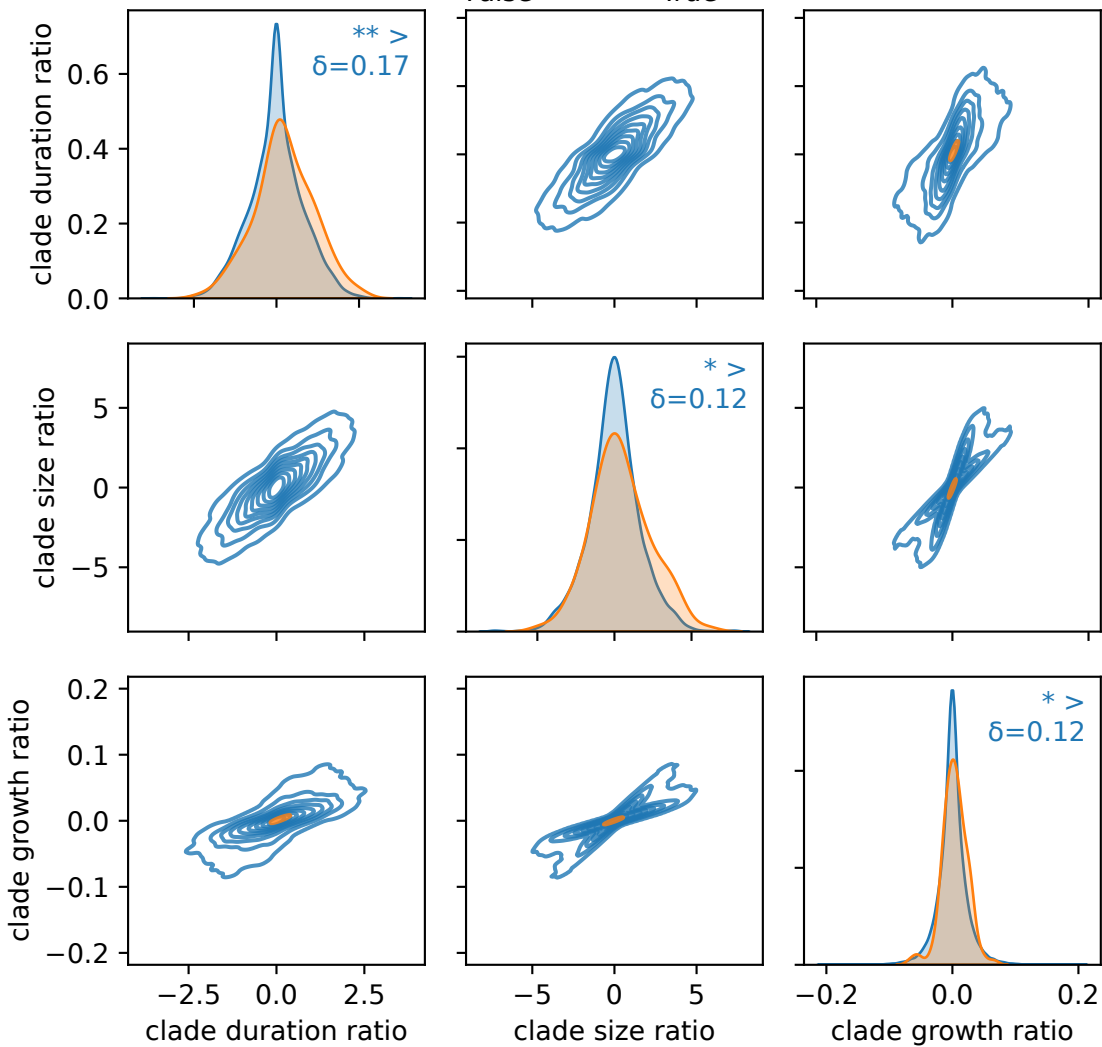 ** >
δ=0.17
0.6
0.4
0.2
0.0
clade duration ratio
* >
δ=0.12
5
0
−5
clade size ratio
* >
δ=0.12
0.2
0.1
0.0
−0.1
−0.2
clade growth ratio
−2.5 0.0 2.5
−5 0 5
−0.2 0.0 0.2
clade duration ratio
clade size ratio
clade growth ratio